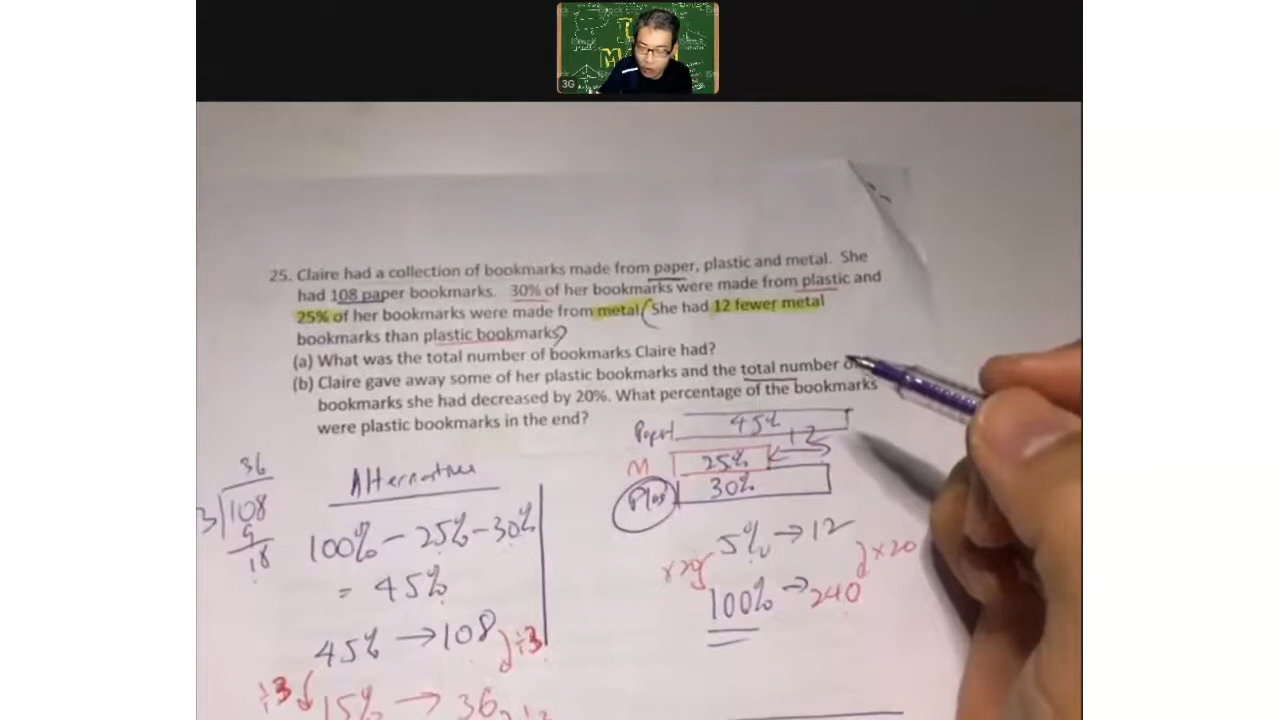 3G
25. Claire had a collection of bookmarks made from paper, plastic and metal. She
had 108 paper bookmarks. 30% of her bookmarks were made from plastic and
25% of her bookmarks were made from metal. She had 12 fewer metal
bookmarks than plastic bookmarks.
(a) What was the total number of bookmarks Claire had?
(b) Claire gave away some of her plastic bookmarks and the total number of
bookmarks she had decreased by 20%. What percentage of the bookmarks
were plastic bookmarks in the end?
45%
12
M 25%
30%
36
3 108
9
18
Alternative
100% - 25% - 30%
= 45%
45% → 108
÷3 ÷3
15% → 36
5% → 12
×20 ×20
100% → 240